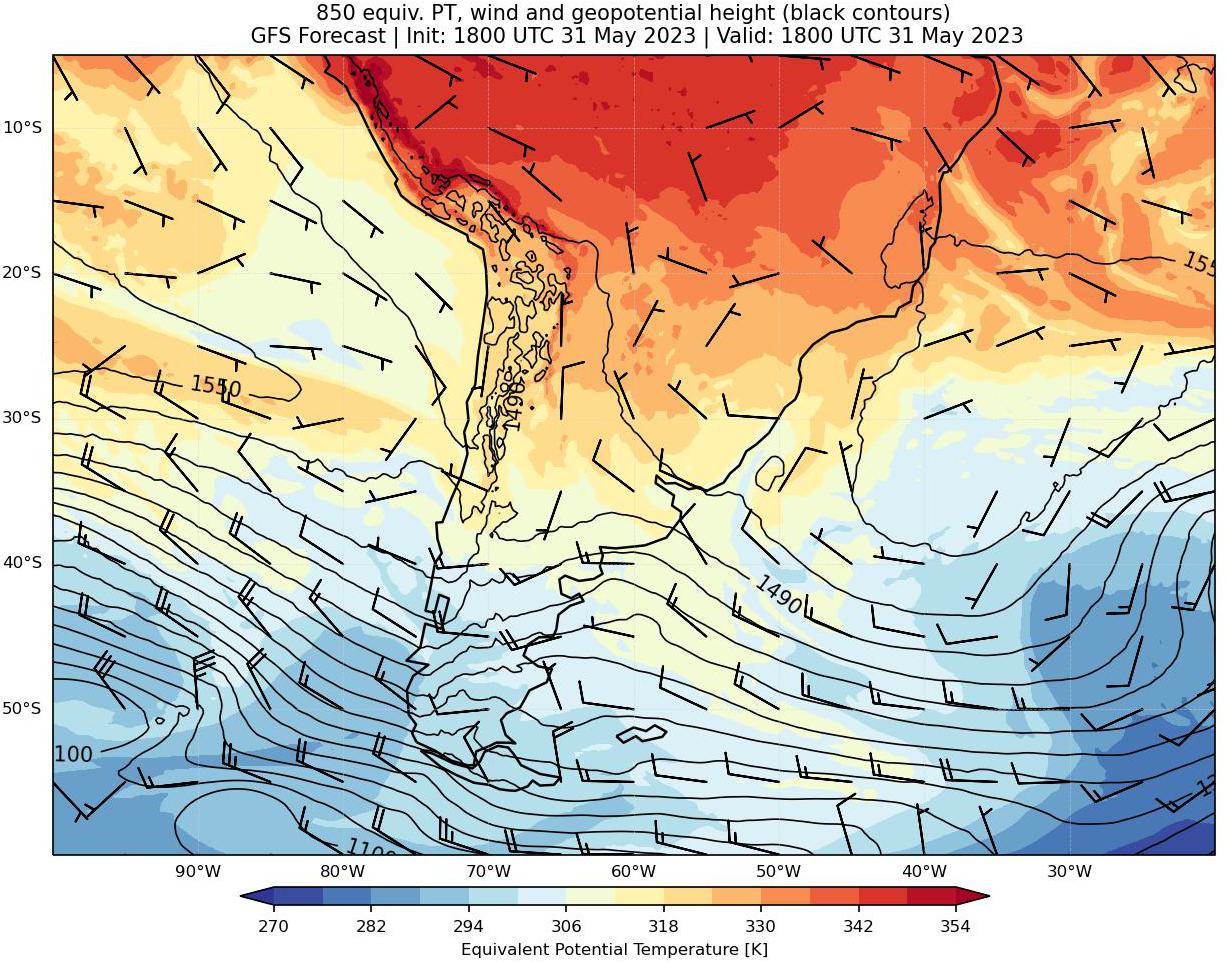 850 equiv. PT, wind and geopotential height (black contours)
GFS Forecast | Init: 1800 UTC 31 May 2023 | Valid: 1800 UTC 31 May 2023
10°S
20°S
155
1550
1490
30°S
40°S
1490
50°S
100
12
1100
90°W 80°W 70°W 60°W 50°W 40°W 30°W
270 282 294 306 318 330 342 354
Equivalent Potential Temperature [K]